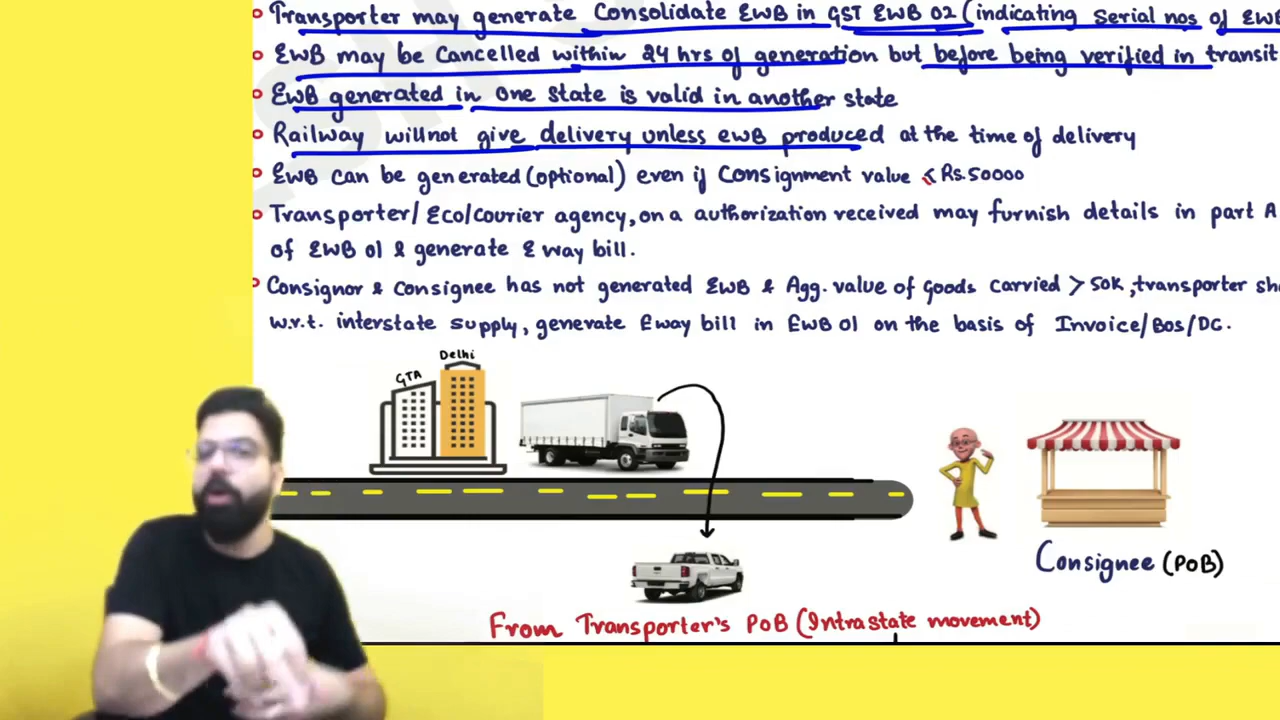 Transporter may generate Consolidate EWB in GST EWB 02 (indicating Serial nos of EWB
EWB may be Cancelled within 24 hrs of generation but before being verified in transit
EWB generated in one state is valid in another state
Railway will not give delivery unless EWB produced at the time of delivery
EWB can be generated (optional) even if Consignment value < Rs.50000
Transporter/ Eco/Courier agency, on a authorization received may furnish details in part A
of EWB 01 & generate E way bill.
Consignor & Consignee has not generated EWB & Agg. value of Goods Carried > 50K, transporter
w.r.t. interstate supply, generate Eway bill in EWB 01 on the basis of Invoice/BOS/DC.
Delhi
GTA
Consignee (POB)
From Transporter's POB (Intrastate movement)